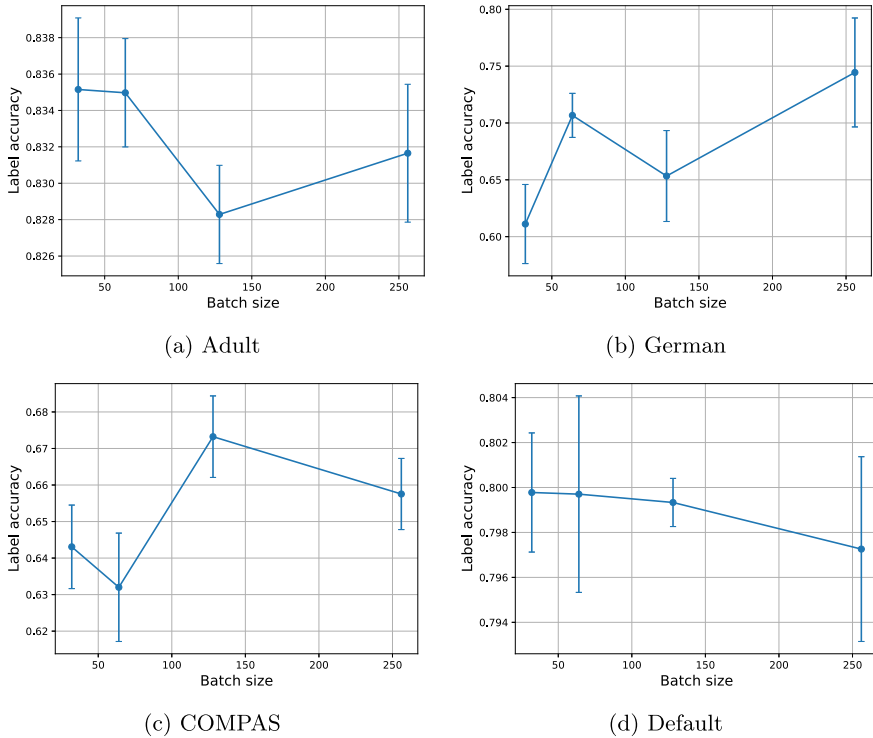 0.838
0.836
0.834
0.832
0.830
0.828
0.826
Label accuracy
50 100 150 200 250
Batch size
(a) Adult
0.80
0.75
0.70
0.65
0.60
Label accuracy
50 100 150 200 250
Batch size
(b) German
0.68
0.67
0.66
0.65
0.64
0.63
0.62
Label accuracy
50 100 150 200 250
Batch size
(c) COMPAS
0.804
0.802
0.800
0.798
0.796
0.794
Label accuracy
50 100 150 200 250
Batch size
(d) Default